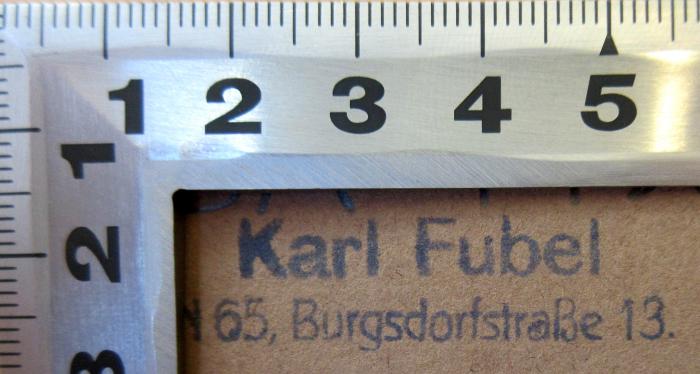 1 2 3 4 5
1
2
3
Karl Fubel
N 65, Burgsdorfstraße 13.